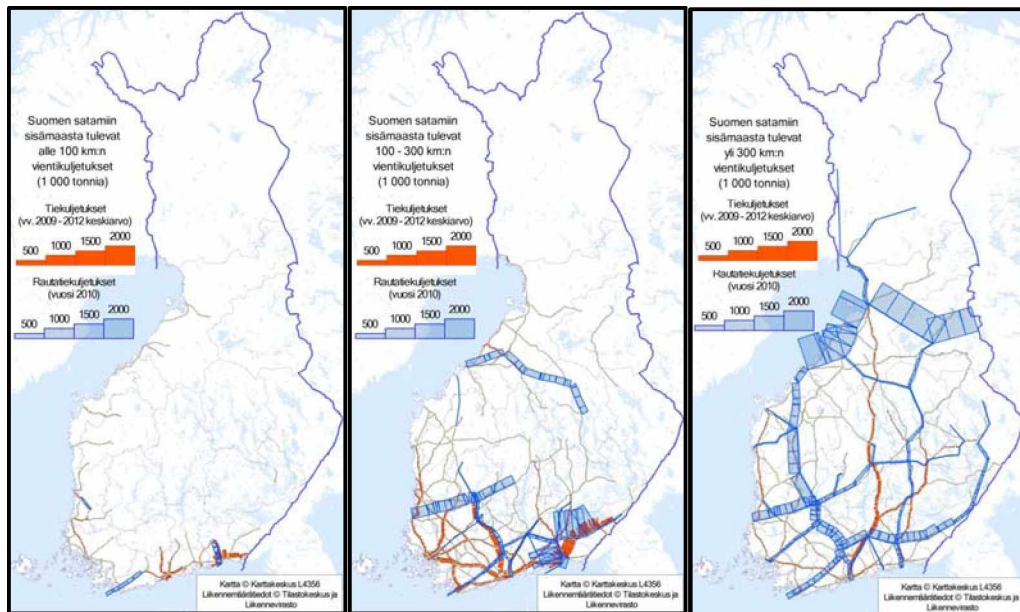 Suomen satamiin
sisämaasta tulevat
alle 100 km:n
vientikuljetukset
(1 000 tonnia)
Tiekuljetukset
(vv. 2009 - 2012 keskiarvo)
500 1000 1500 2000
Rautatiekuljetukset
(vuosi 2010)
500 1000 1500 2000
Kartta © Karttakeskus L4356
Liikennemäärätiedot © Tilastokeskus ja
Liikennevirasto
Suomen satamiin
sisämaasta tulevat
100 - 300 km:n
vientikuljetukset
(1 000 tonnia)
Tiekuljetukset
(vv. 2009 - 2012 keskiarvo)
500 1000 1500 2000
Rautatiekuljetukset
(vuosi 2010)
500 1000 1500 2000
Kartta © Karttakeskus L4356
Liikennemäärätiedot © Tilastokeskus ja
Liikennevirasto
Suomen satamiin
sisämaasta tulevat
yli 300 km:n
vientikuljetukset
(1 000 tonnia)
Tiekuljetukset
(vv. 2009 - 2012 keskiarvo)
500 1000 1500 2000
Rautatiekuljetukset
(vuosi 2010)
500 1000 1500 2000
Kartta © Karttakeskus L4356
Liikennemäärätiedot © Tilastokeskus ja
Liikennevirasto